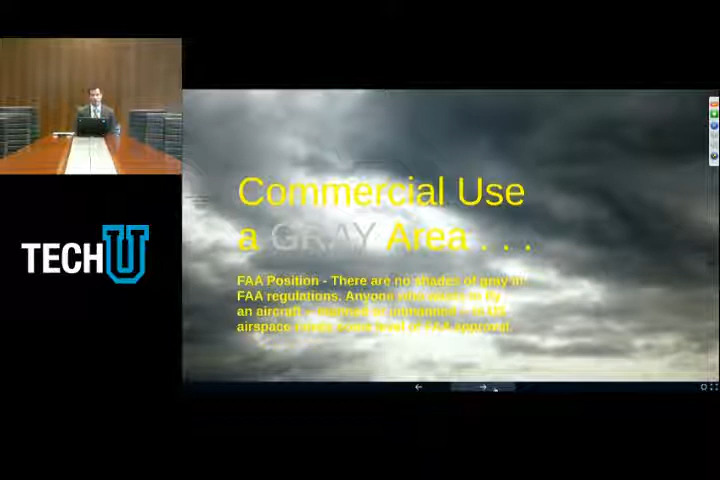 Commercial Use
a GRAY Area . . .
FAA Position - There are no shades of gray in
FAA regulations. Anyone who wants to fly
an aircraft - manned or unmanned - in US
airspace needs some level of FAA approval.
TECHU